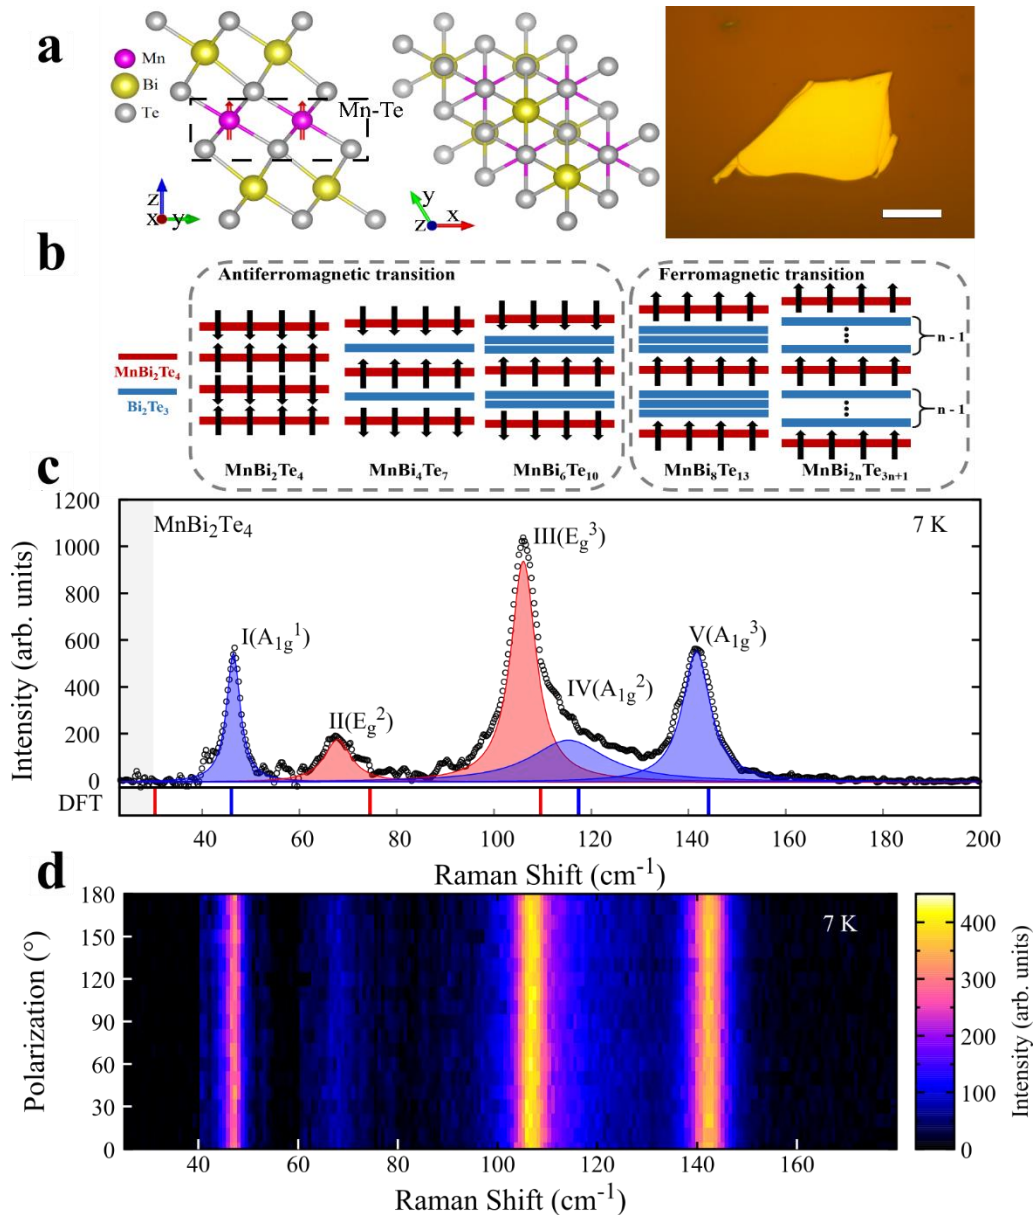 a
Mn
Bi
Te
Mn-Te
z
x
y
y
z
x
b
Antiferromagnetic transition
Ferromagnetic transition
MnBi₂Te₄
Bi₂Te₃
n - 1
n - 1
MnBi₂Te₄
MnBi₄Te₇
MnBi₆Te₁₀
MnBi₈Te₁₃
MnBi₂ₙTe₃ₙ₊₁
c
MnBi₂Te₄
7 K
I(A₁g¹)
II(Eg²)
III(Eg³)
IV(A₁g²)
V(A₁g³)
Intensity (arb. units)
1200
1000
800
600
400
200
0
DFT
40 60 80 100 120 140 160 180 200
Raman Shift (cm⁻¹)
d
7 K
Polarization (°)
180
150
120
90
60
30
0
40 60 80 100 120 140 160
Raman Shift (cm⁻¹)
400
300
200
100
0
Intensity (arb. units)